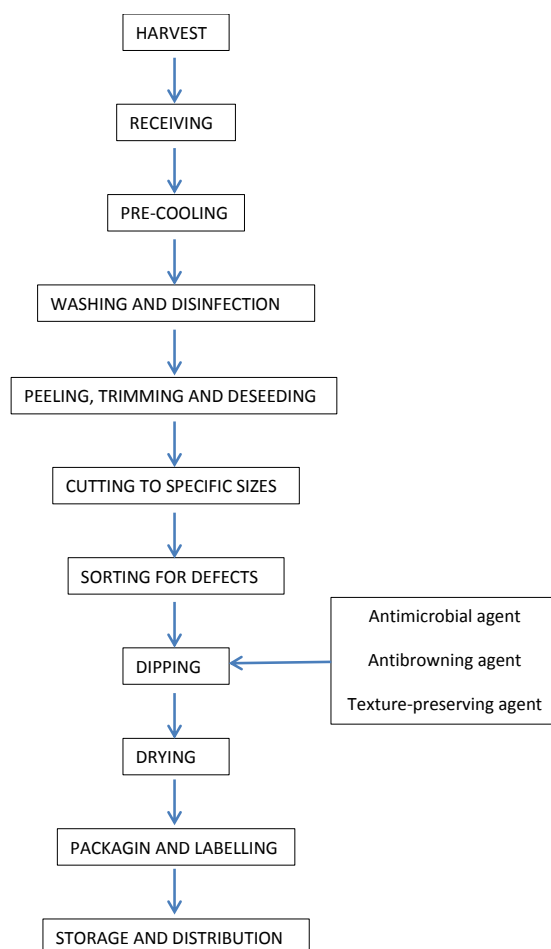 HARVEST
RECEIVING
PRE-COOLING
WASHING AND DISINFECTION
PEELING, TRIMMING AND DESEEDING
CUTTING TO SPECIFIC SIZES
SORTING FOR DEFECTS
DIPPING
Antimicrobial agent
Antibrowning agent
Texture-preserving agent
DRYING
PACKAGIN AND LABELLING
STORAGE AND DISTRIBUTION